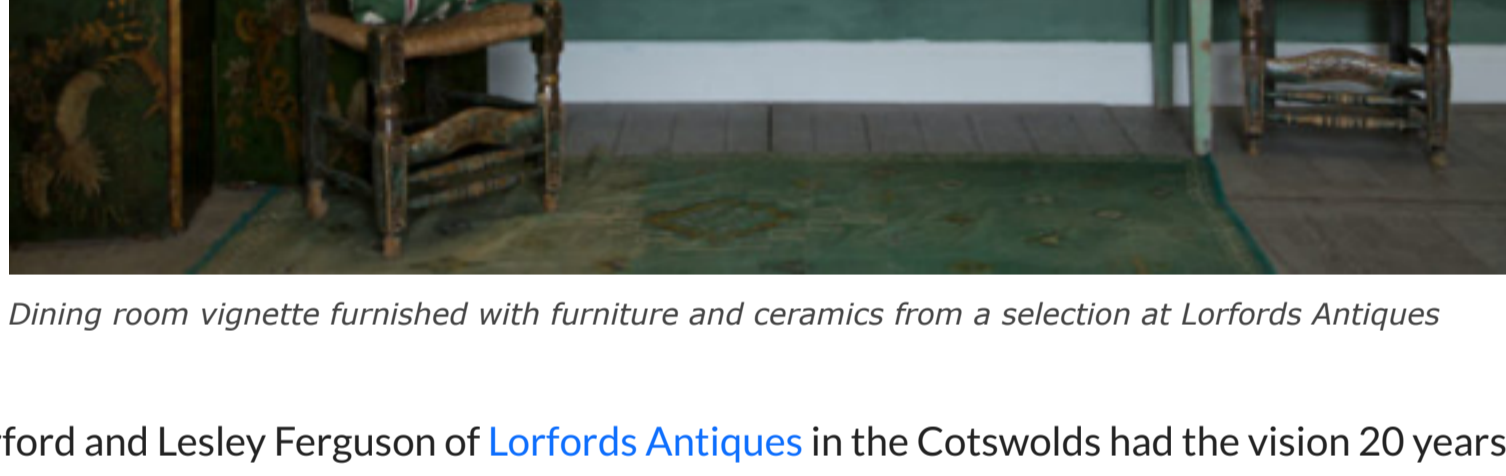 Dining room vignette furnished with furniture and ceramics from a selection at Lorfords Antiques
ford and Lesley Ferguson of Lorfords Antiques in the Cotswolds had the vision 20 years